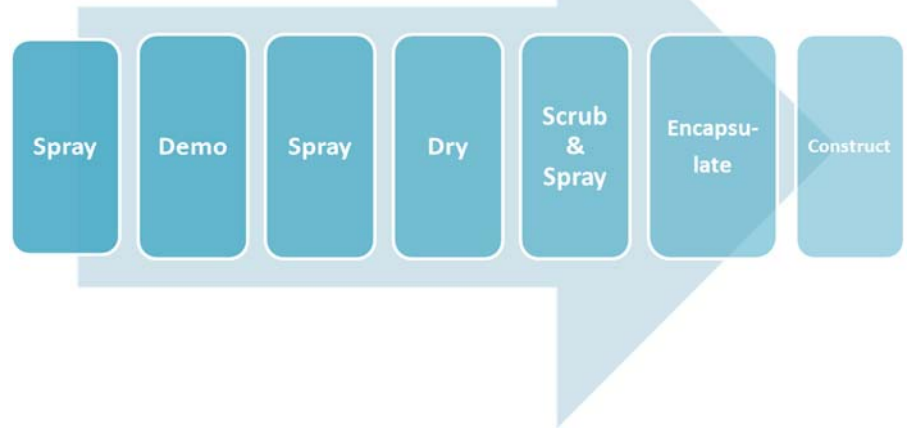 Spray
Demo
Spray
Dry
Scrub
&
Spray
Encapsu-
late
Construct